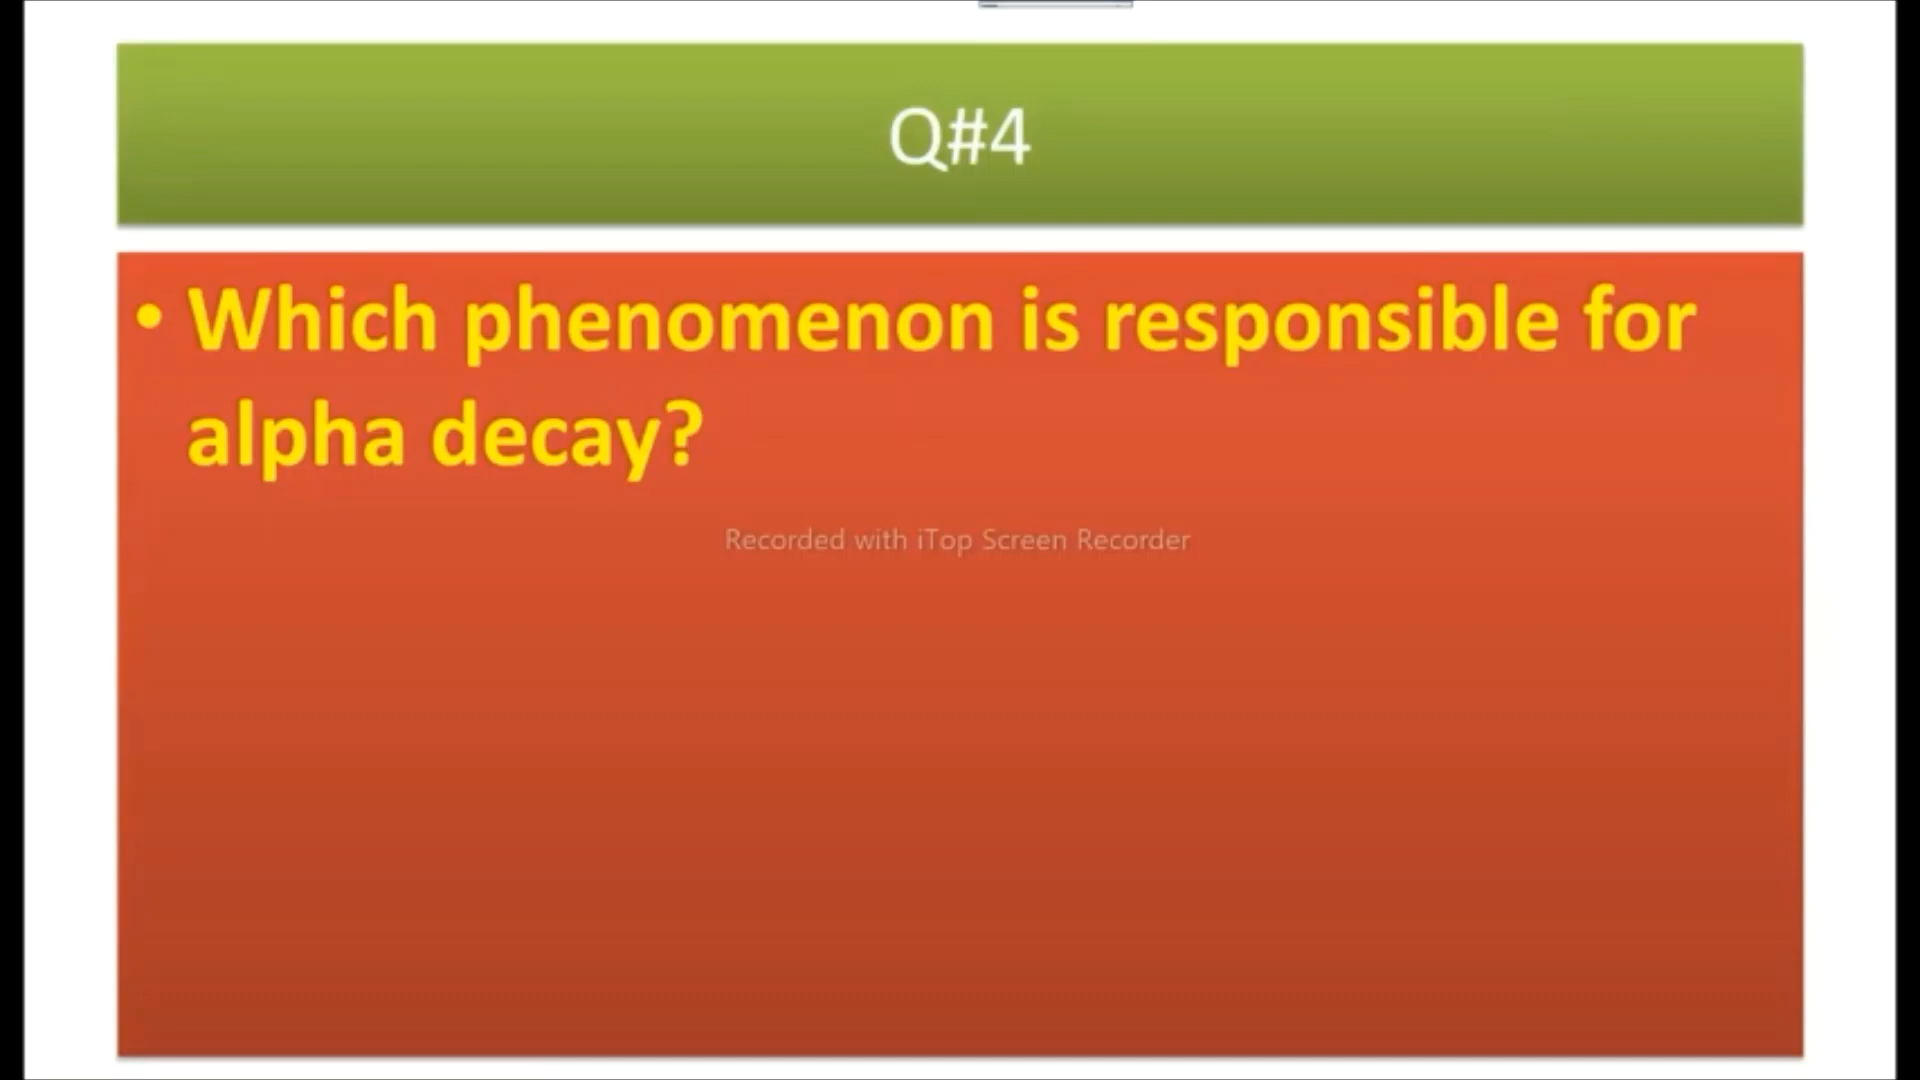 Q#4
• Which phenomenon is responsible for
alpha decay?
Recorded with iTop Screen Recorder